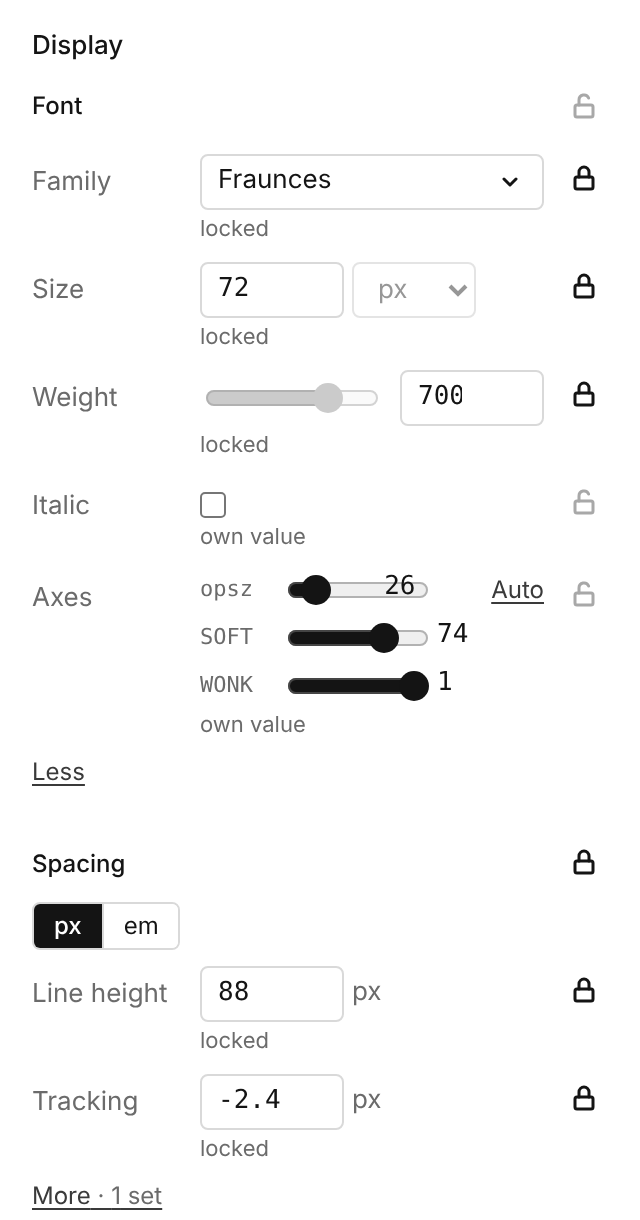 Display
Font
Family Fraunces
locked
Size 72 px
locked
Weight 700
locked
Italic
own value
Axes opsz 26 Auto
SOFT 74
WONK 1
own value
Less
Spacing
px em
Line height 88 px
locked
Tracking -2.4 px
locked
More · 1 set